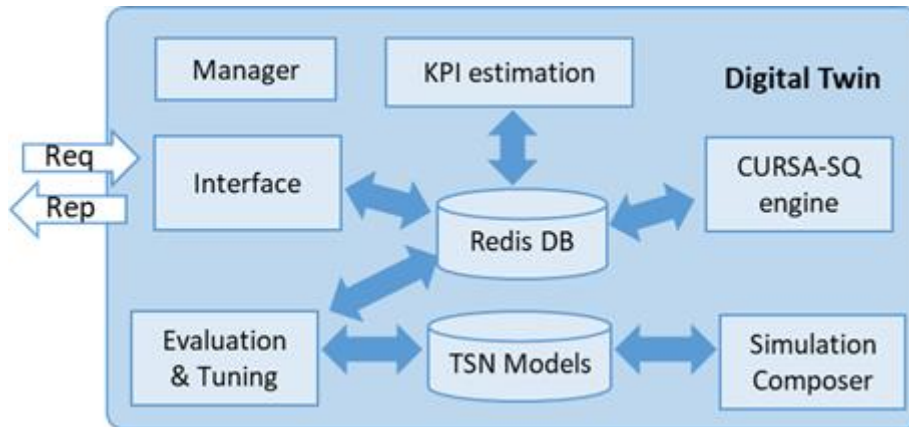 Manager
KPI estimation
Digital Twin
Req
Rep
Interface
CURSA-SQ
engine
Redis DB
Evaluation
& Tuning
TSN Models
Simulation
Composer